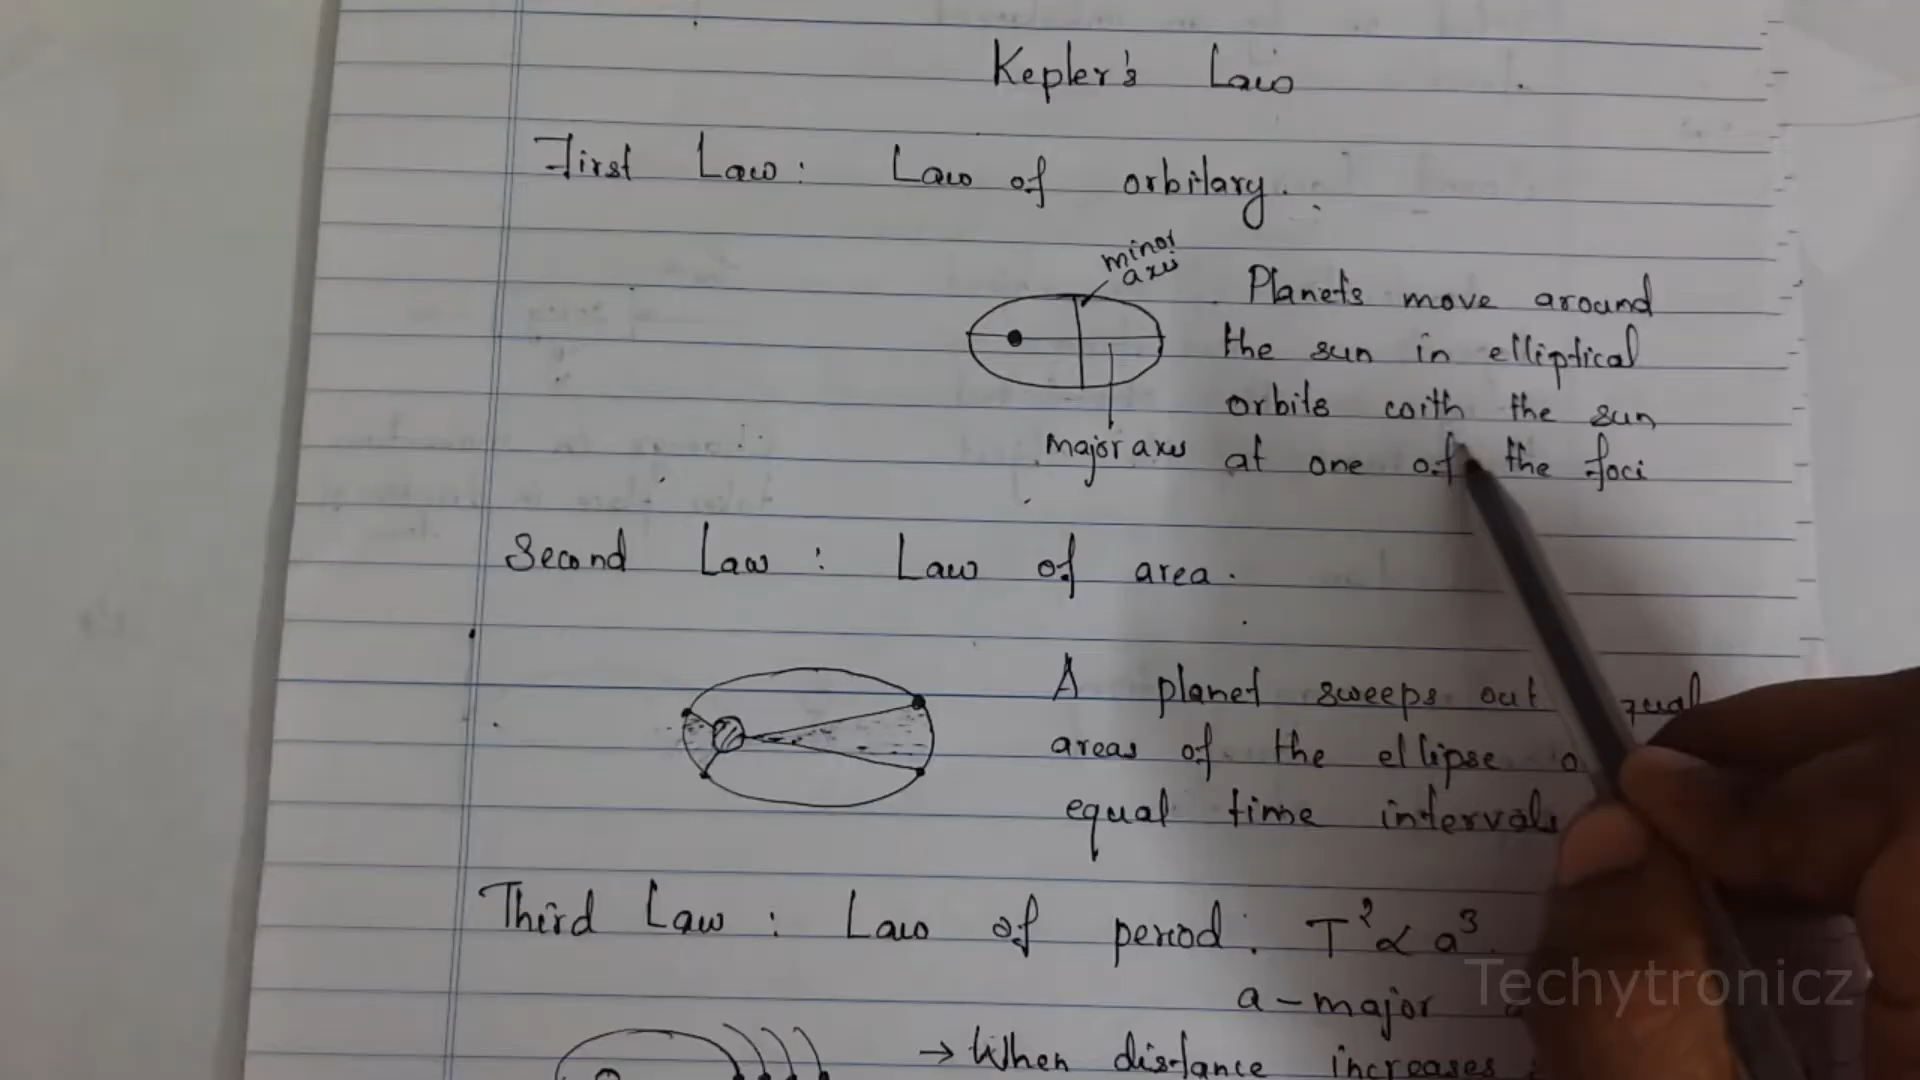 Kepler's Law
First Law: Law of orbitary.
minor
axis
Planets move around
the sun in elliptical
orbits with the sun
major axis at one of the foci
Second Law : Law of area.
A planet sweeps out
areas of the ellipse
equal time intervals
Third Law : Law of period: T² ∝ a³
a - major
→ When distance increases
Techytronicz